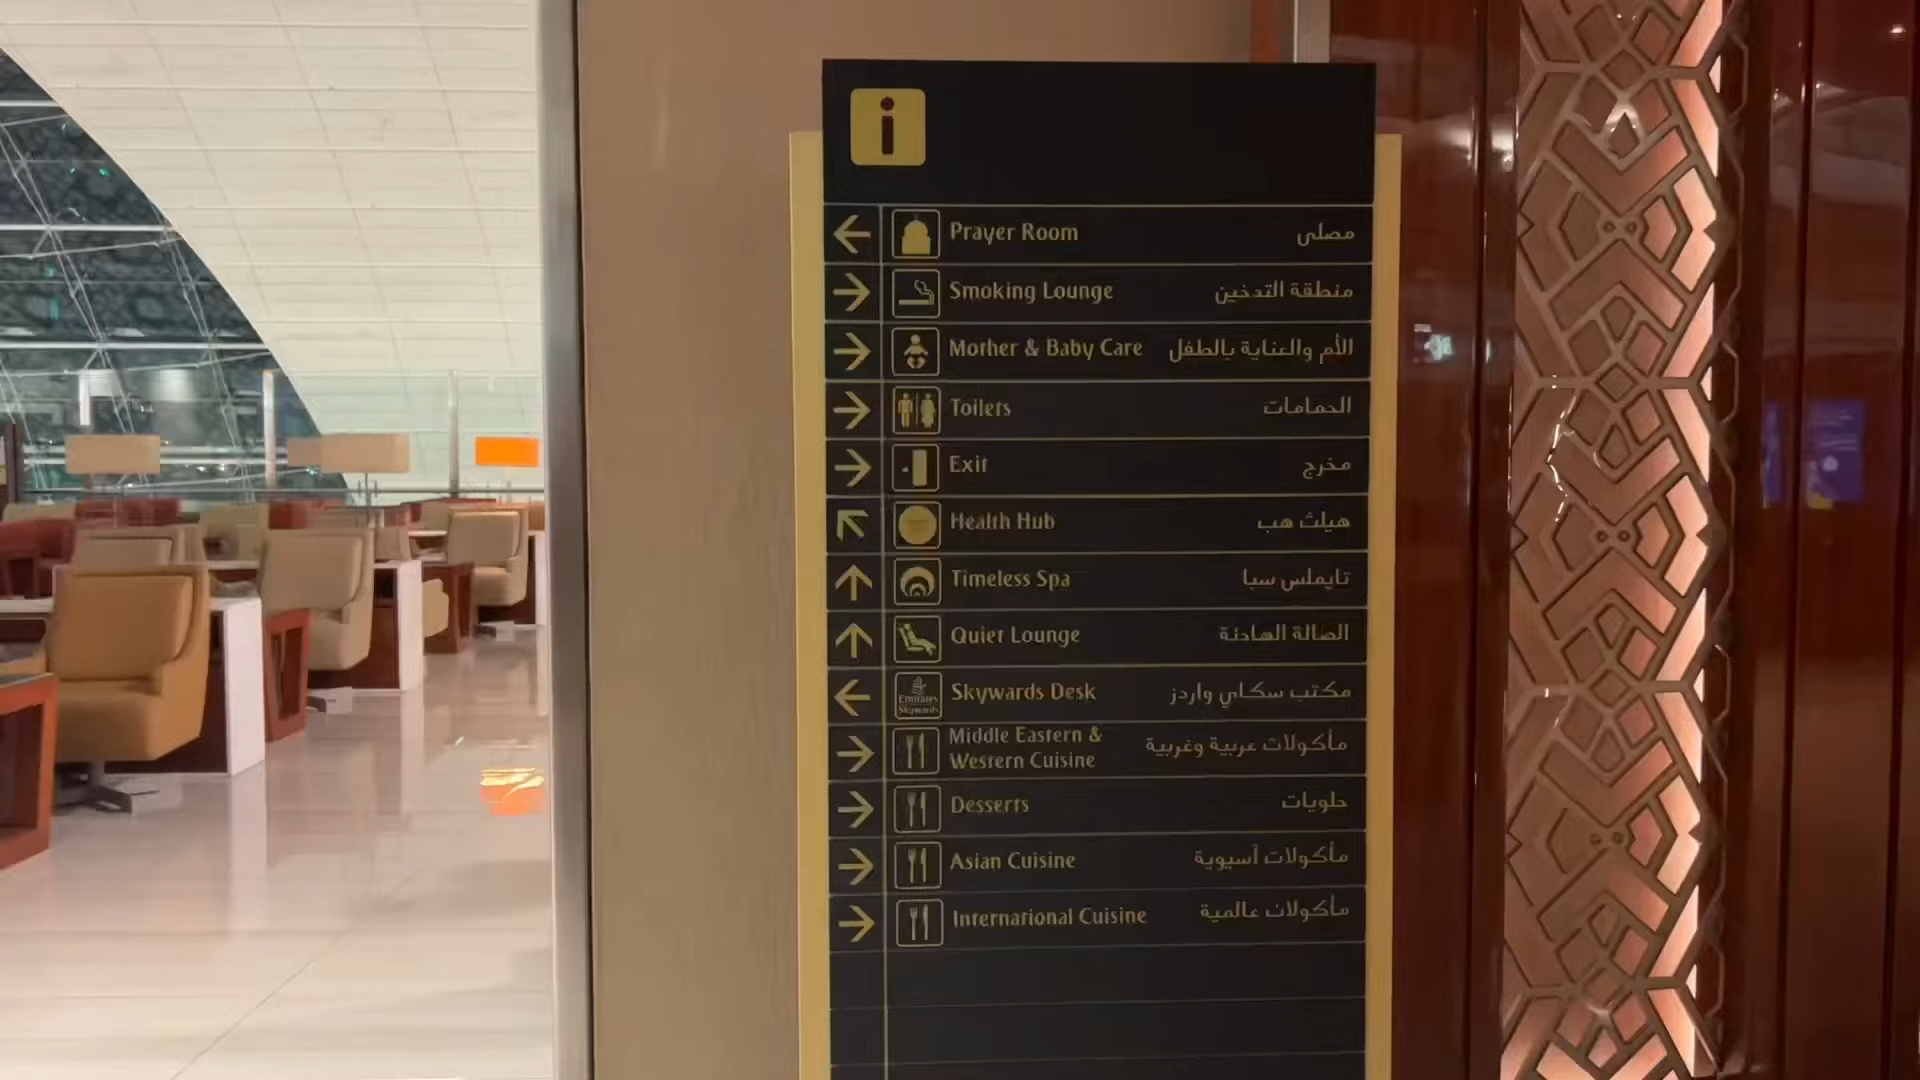 i
Prayer Room مصلى
Smoking Lounge منطقة التدخين
Mother & Baby Care الأم والعناية بالطفل
Toilets الحمامات
Exit مخرج
Health Hub هيلث هب
Timeless Spa تايملس سبا
Quiet Lounge الصالة الهادئة
Emirates
Skywards
Skywards Desk مكتب سكاي واردز
Middle Eastern &
Western Cuisine مأكولات عربية وغربية
Desserts حلويات
Asian Cuisine مأكولات آسيوية
International Cuisine مأكولات عالمية